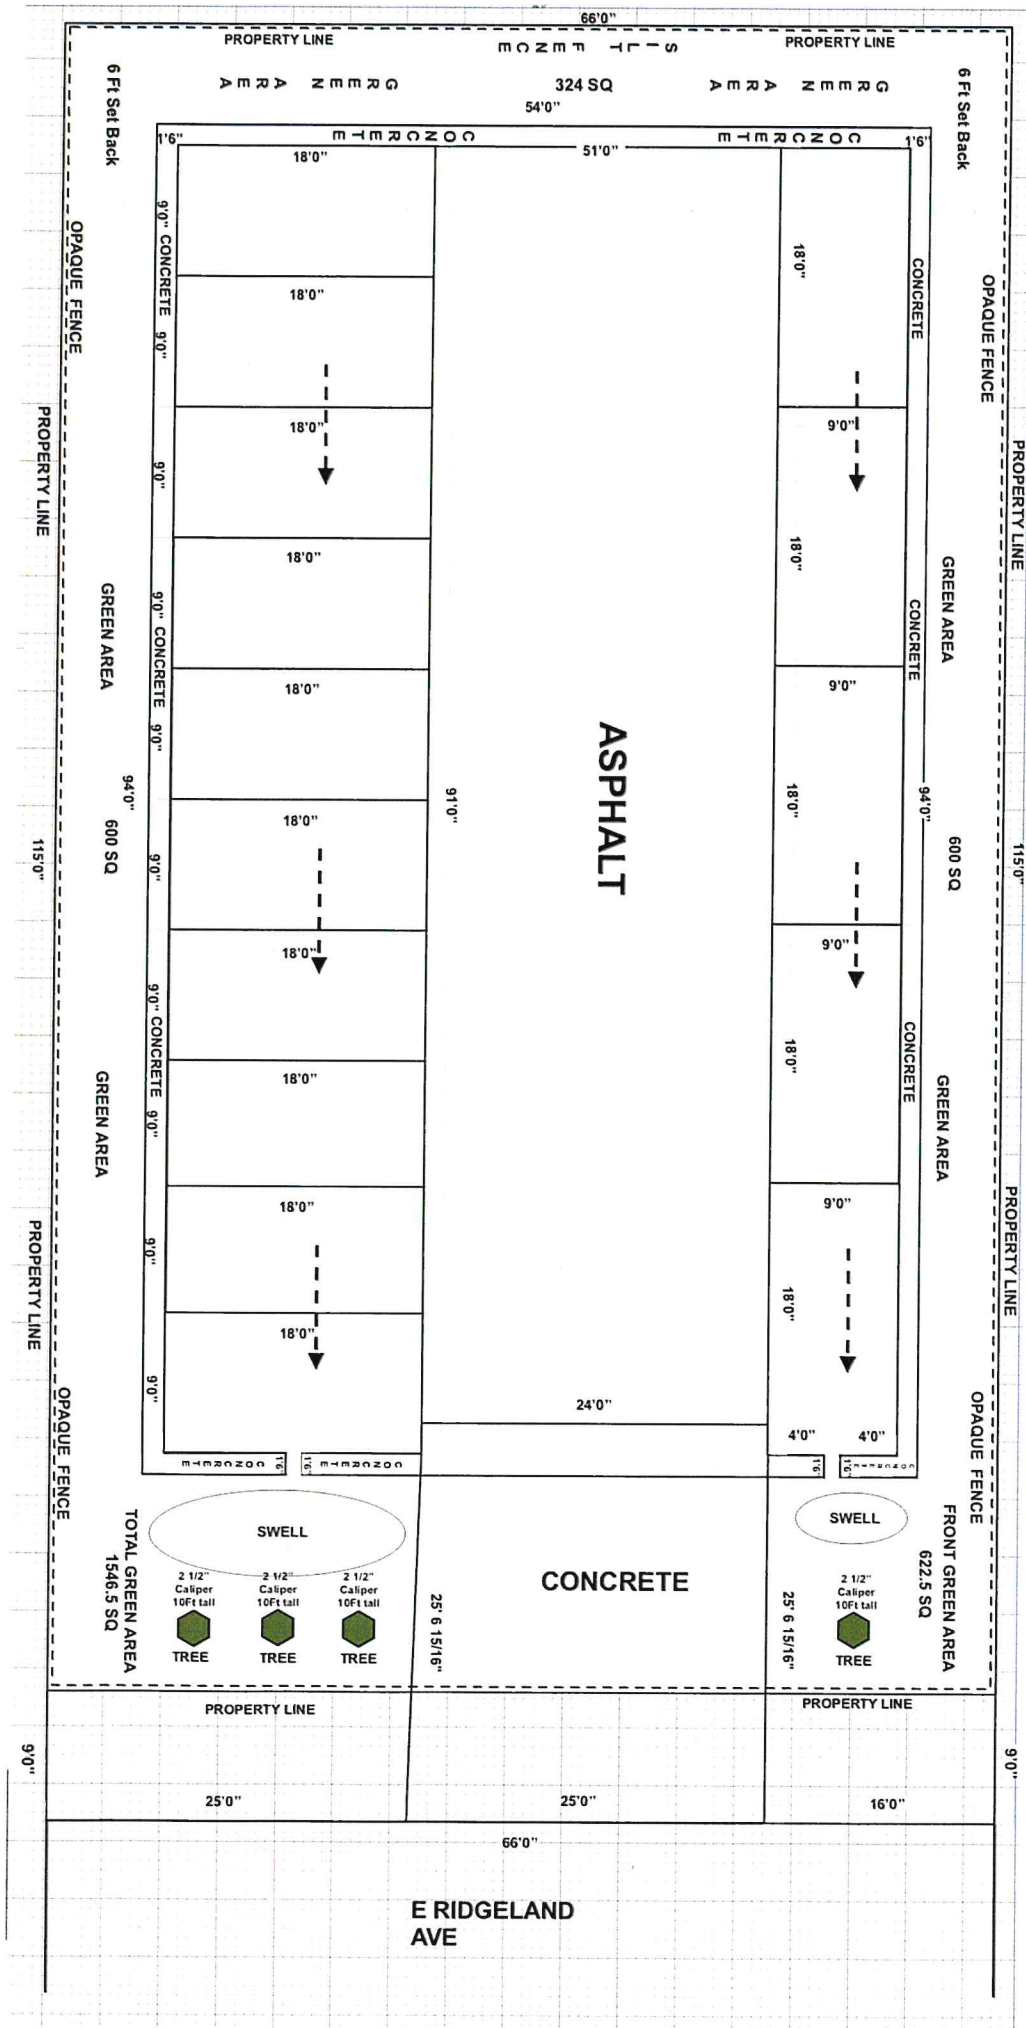 66'0"
PROPERTY LINE
SILT FENCE
PROPERTY LINE
6 Ft Set Back
GREEN AREA
324 SQ
GREEN AREA
6 Ft Set Back
54'0"
1'6"
CONCRETE
CONCRETE
1'6"
18'0"
51'0"
9'0" CONCRETE
9'0"
18'0"
18'0"
CONCRETE
OPAQUE FENCE
OPAQUE FENCE
PROPERTY LINE
18'0"
9'0"
PROPERTY LINE
9'0"
18'0"
18'0"
GREEN AREA
GREEN AREA
9'0" CONCRETE
9'0"
CONCRETE
18'0"
9'0"
ASPHALT
94'0"
91'0"
18'0"
94'0"
600 SQ
18'0"
600 SQ
115'0"
115'0"
9'0"
18'0"
9'0"
9'0" CONCRETE
9'0"
18'0"
18'0"
CONCRETE
GREEN AREA
GREEN AREA
18'0"
9'0"
PROPERTY LINE
PROPERTY LINE
9'0"
18'0"
18'0"
9'0"
24'0"
OPAQUE FENCE
OPAQUE FENCE
4'0"
4'0"
CONCRETE
1'6"
1'6"
CONCRETE
1'6"
1'6"
CONCRETE
SWELL
SWELL
TOTAL GREEN AREA
1546.5 SQ
FRONT GREEN AREA
622.5 SQ
2 1/2"
Caliper
10Ft tall
TREE
2 1/2"
Caliper
10Ft tall
TREE
2 1/2"
Caliper
10Ft tall
TREE
25' 6 15/16"
CONCRETE
25' 6 15/16"
2 1/2"
Caliper
10Ft tall
TREE
PROPERTY LINE
PROPERTY LINE
9'0"
9'0"
25'0"
25'0"
16'0"
66'0"
E RIDGELAND
AVE